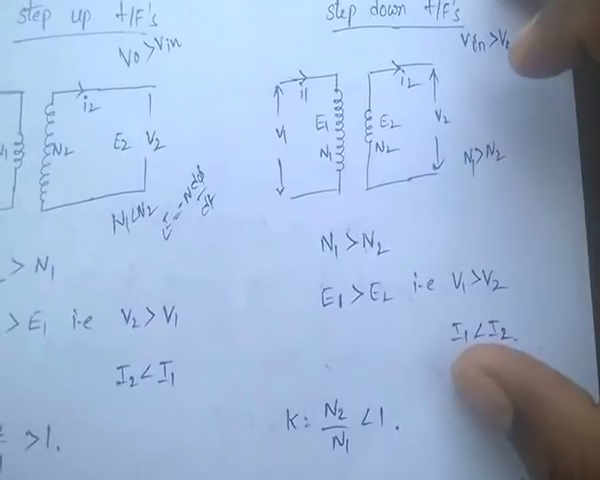 step up t/F's
Vo > Vin
i2
N2
E2
V2
N1 < N2
> N1
> E1 i.e V2 > V1
I2 < I1
> 1.
step down t/F's
Vin > V
i1
i2
V1
E1
N1
E2
N2
V2
N1 > N2
N1 > N2
E1 > E2 i.e V1 > V2
I1 < I2.
K = N2/N1 < 1.